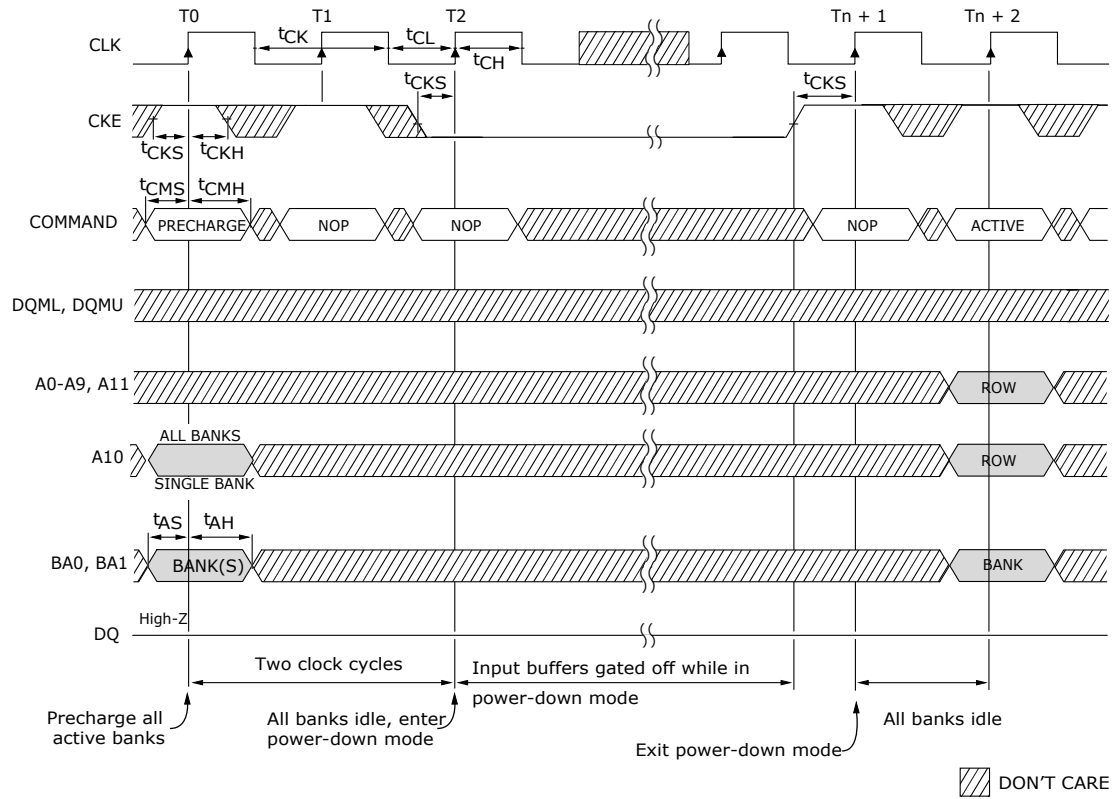 T0 T1 T2 Tn + 1 Tn + 2
CLK
tCK tCL tCH
tCKS tCKS
CKE
tCKS tCKH
tCMS tCMH
COMMAND PRECHARGE NOP NOP NOP ACTIVE
DQML, DQMU
A0-A9, A11 ROW
ALL BANKS
A10 ROW
SINGLE BANK
tAS tAH
BA0, BA1 BANK(S) BANK
High-Z
DQ
Two clock cycles
Input buffers gated off while in
power-down mode
Precharge all
active banks
All banks idle, enter
power-down mode
Exit power-down mode
All banks idle
DON'T CARE